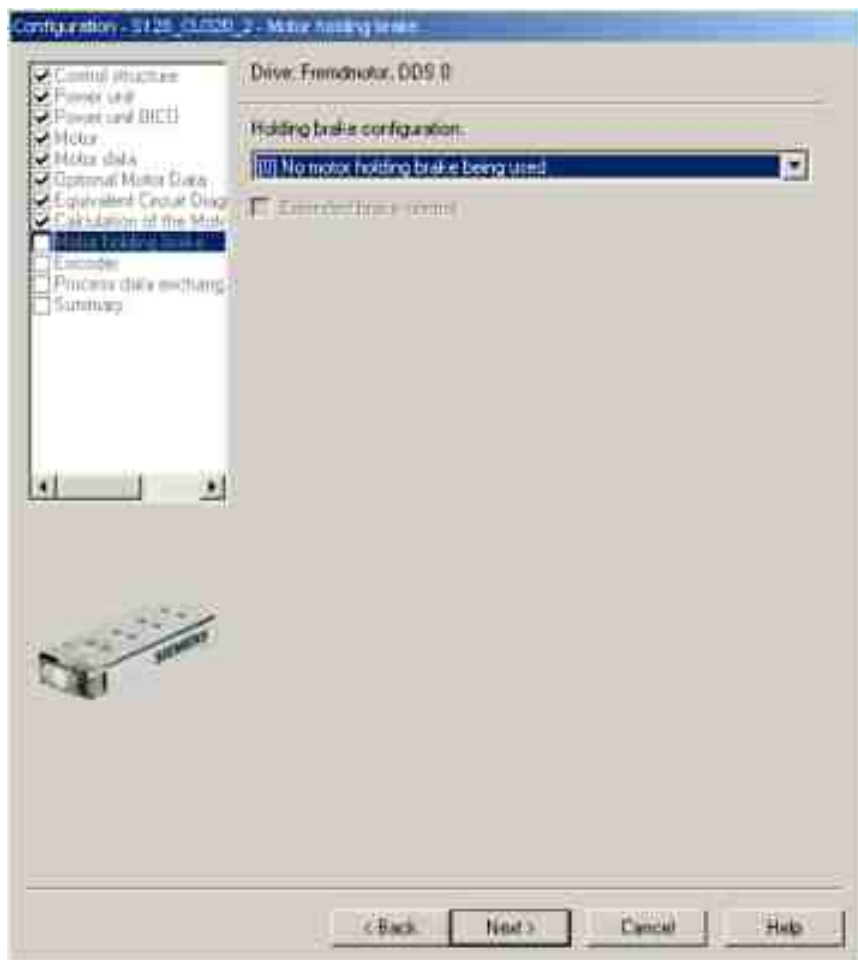 Configuration - S120_CU320_2 - Motor holding brake
Control structure
Power unit
Power unit BICO
Motor
Motor data
Optional Motor Data
Equivalent Circuit Diagr
Calculation of the Moto
Motor holding brake
Encoder
Process data exchang
Summary
Drive: Fremdmotor, DDS 0
Holding brake configuration:
[0] No motor holding brake being used
Extended brake control
SIEMENS
< Back
Next >
Cancel
Help